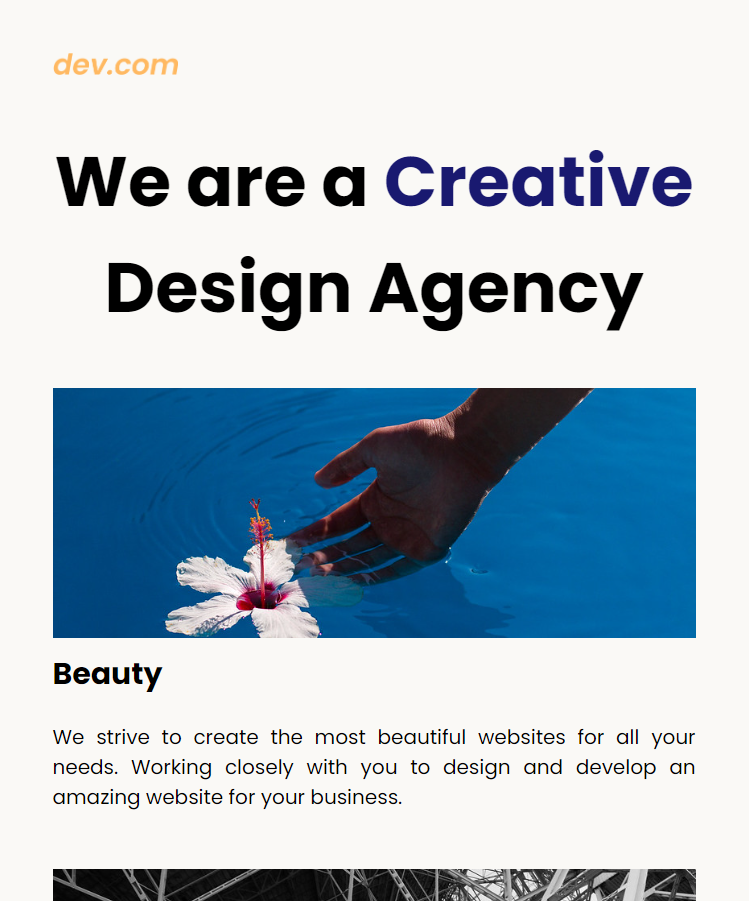 dev.com
We are a Creative
Design Agency
Beauty
We strive to create the most beautiful websites for all your
needs. Working closely with you to design and develop an
amazing website for your business.